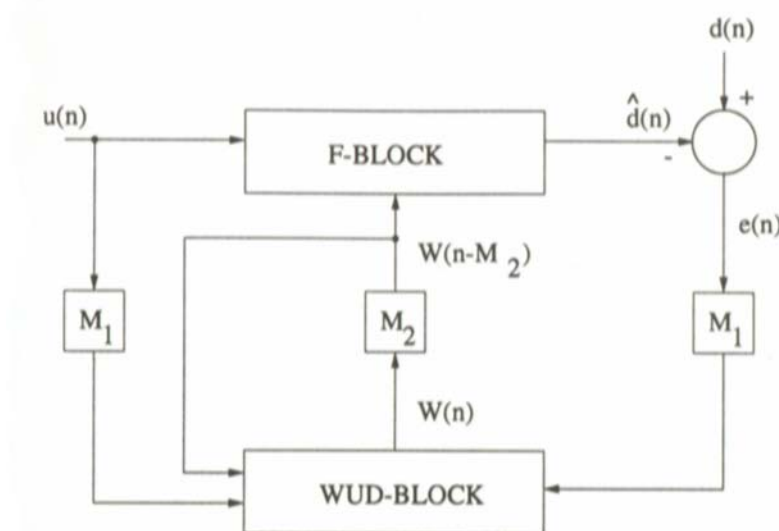 d(n)
+
u(n)
^
d(n)
F-BLOCK
-
e(n)
W(n-M 2)
M1
M2
M1
W(n)
WUD-BLOCK